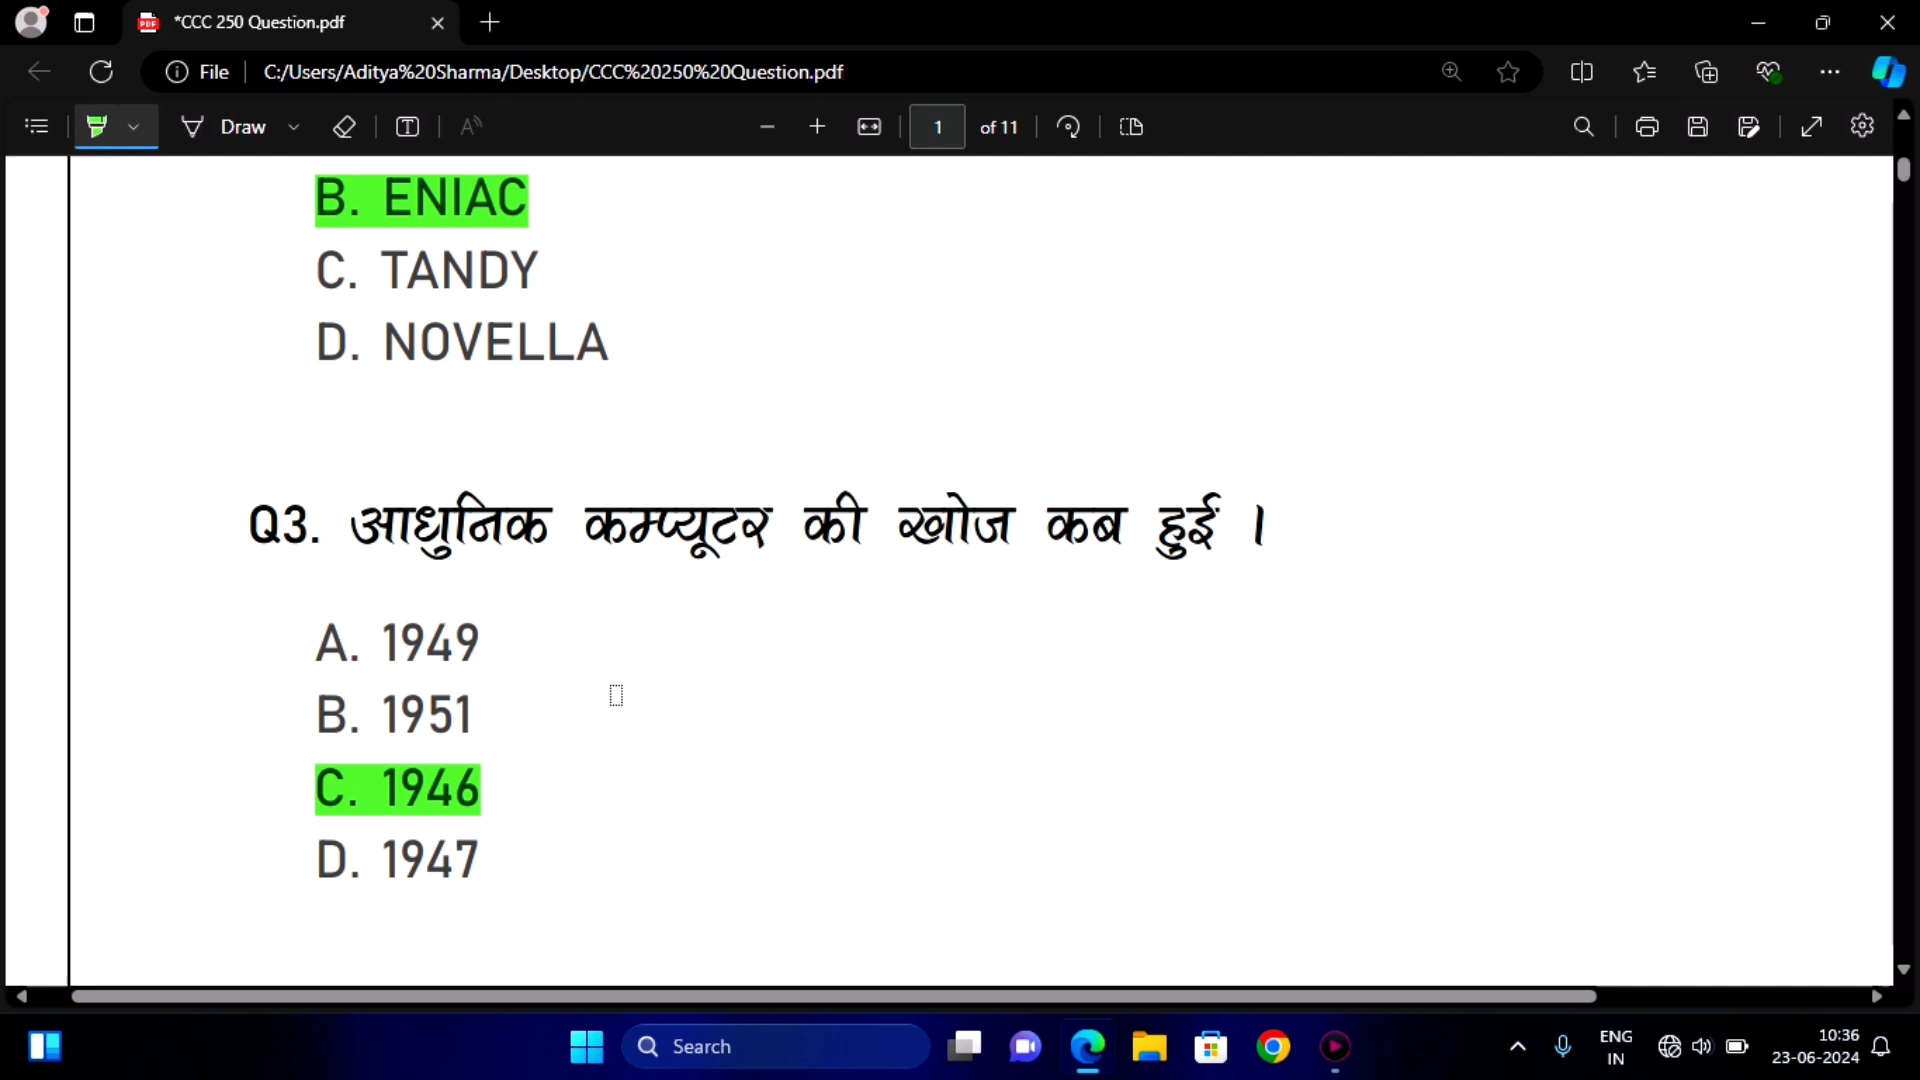 *CCC 250 Question.pdf
File
C:/Users/Aditya%20Sharma/Desktop/CCC%20250%20Question.pdf
Draw
1 of 11
B. ENIAC
C. TANDY
D. NOVELLA
Q3. आधुनिक कम्प्यूटर की खोज कब हुई ।
A. 1949
B. 1951
C. 1946
D. 1947
Search
ENG
IN
10:36
23-06-2024